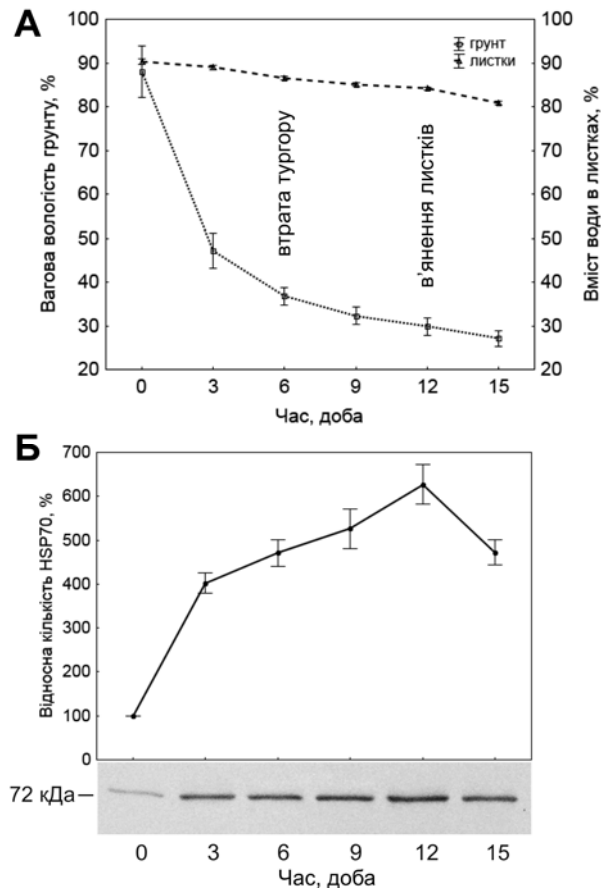 А
Вагова вологість грунту, %
100
90
80
70
60
50
40
30
20
грунт
листки
втрата тургору
в'янення листків
100
90
80
50
40
30
20
Вміст води в листках, %
0 3 6 9 12 15
Час, доба
Б
Відносна кількість HSP70, %
700
600
500
400
300
200
100
0
72 кДа
0 3 6 9 12 15
Час, доба